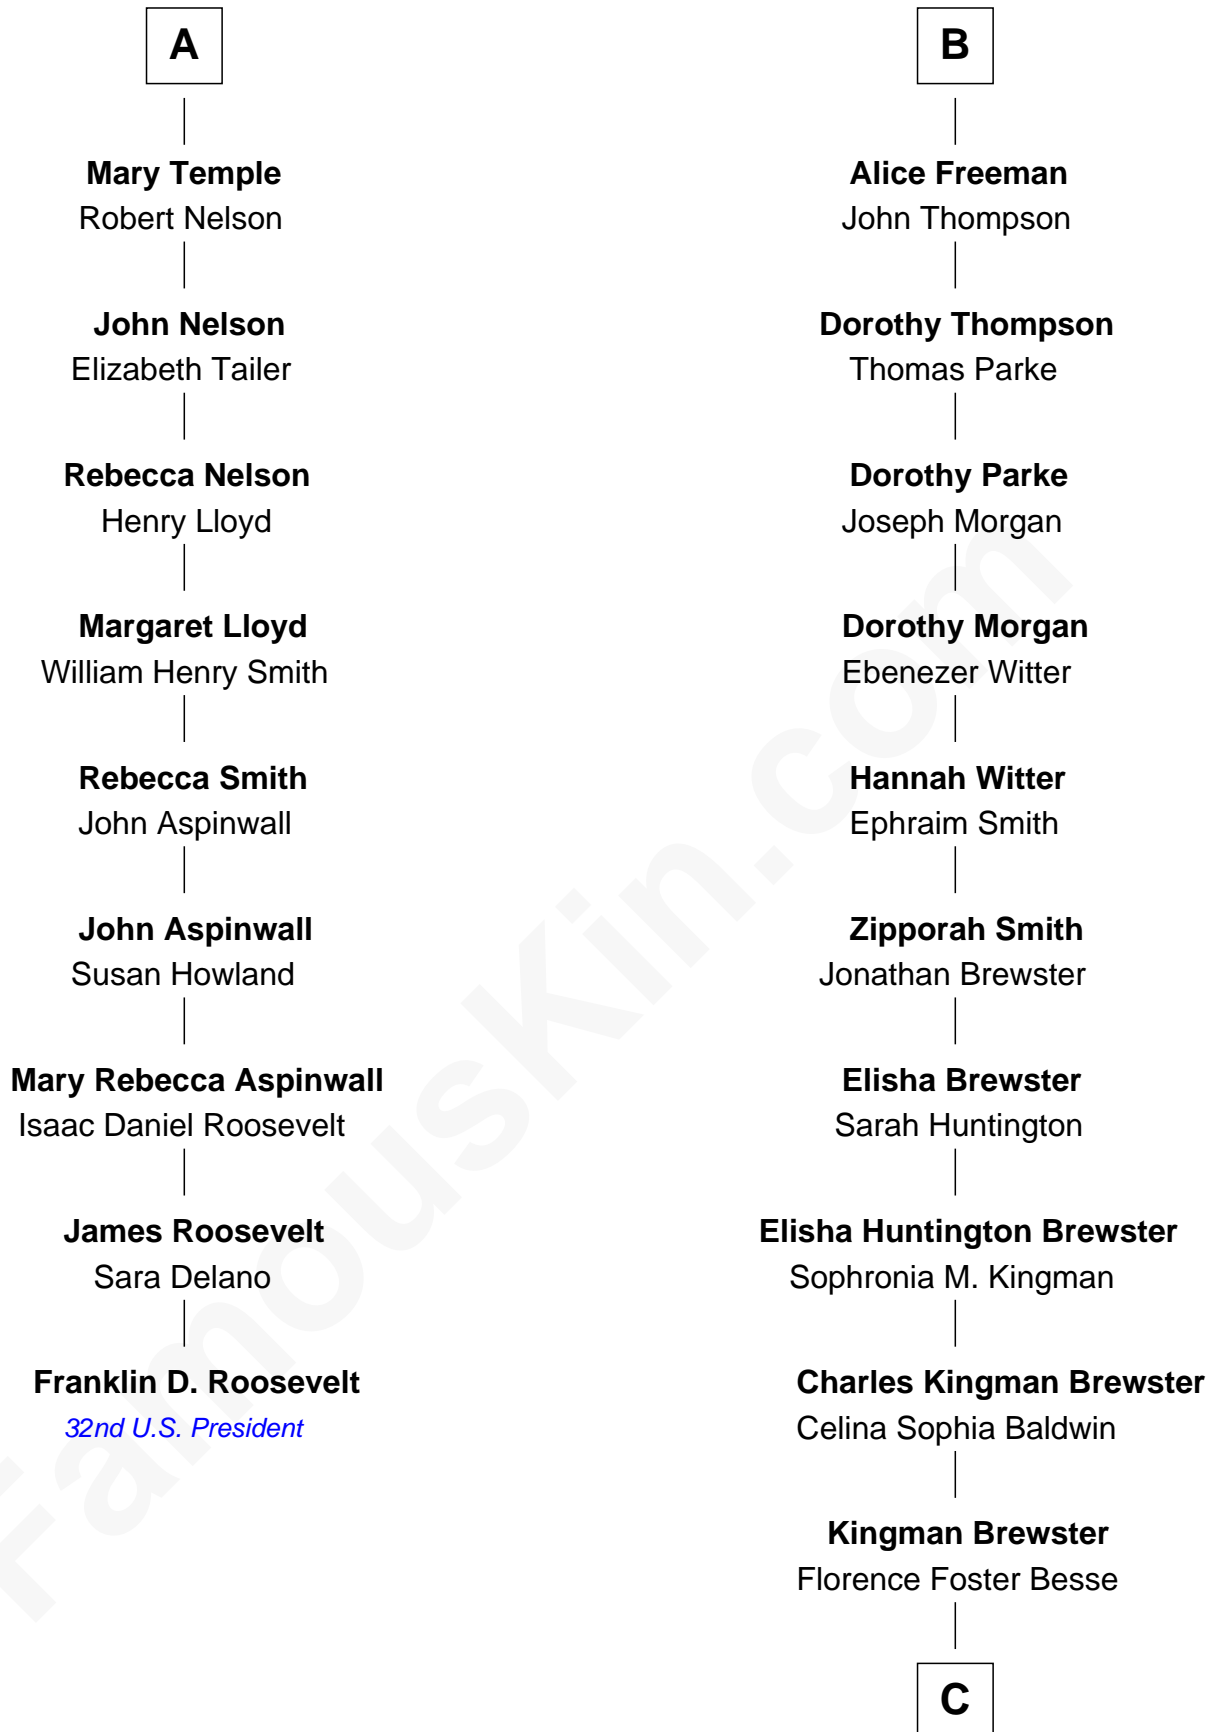 A
Mary Temple
Robert Nelson
John Nelson
Elizabeth Tailer
Rebecca Nelson
Henry Lloyd
Margaret Lloyd
William Henry Smith
Rebecca Smith
John Aspinwall
John Aspinwall
Susan Howland
Mary Rebecca Aspinwall
Isaac Daniel Roosevelt
James Roosevelt
Sara Delano
Franklin D. Roosevelt
32nd U.S. President
B
Alice Freeman
John Thompson
Dorothy Thompson
Thomas Parke
Dorothy Parke
Joseph Morgan
Dorothy Morgan
Ebenezer Witter
Hannah Witter
Ephraim Smith
Zipporah Smith
Jonathan Brewster
Elisha Brewster
Sarah Huntington
Elisha Huntington Brewster
Sophronia M. Kingman
Charles Kingman Brewster
Celina Sophia Baldwin
Kingman Brewster
Florence Foster Besse
C
FamousKin.com